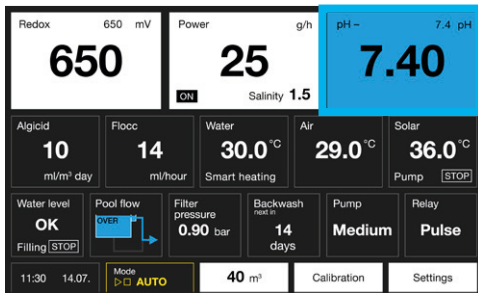 Redox 650 mV
650
Power g/h
25
ON Salinity 1.5
pH – 7.4 pH
7.40
Algicid
10
ml/m³ day
Flocc
14
ml/hour
Water
30.0°C
Smart heating
Air
29.0°C
Solar
36.0°C
Pump STOP
Water level
OK
Filling STOP
Pool flow
OVER
Filter
pressure
0.90 bar
Backwash
next in
14
days
Pump
Medium
Relay
Pulse
11:30 14.07.
Mode
AUTO
40 m³
Calibration
Settings